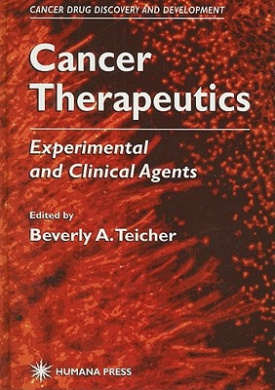 CANCER DRUG DISCOVERY AND DEVELOPMENT
Cancer
Therapeutics
Experimental
and Clinical Agents
Edited by
Beverly A. Teicher
HUMANA PRESS